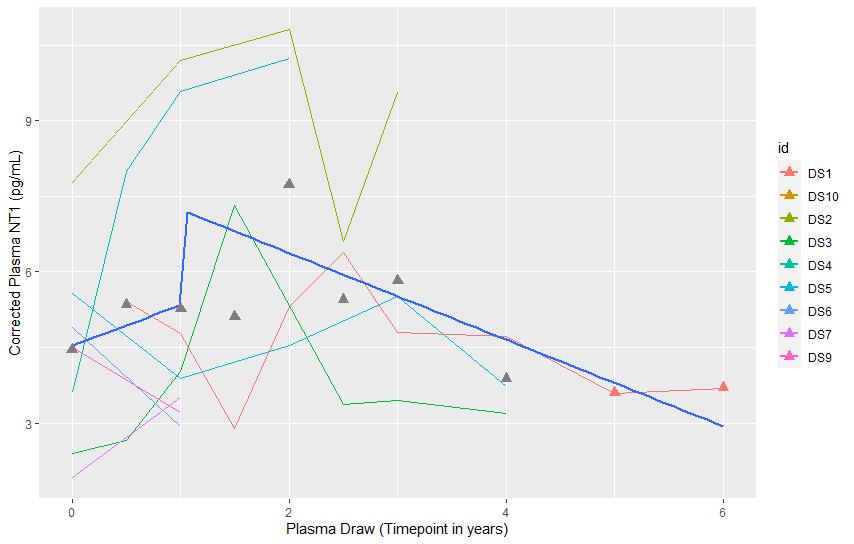 Corrected Plasma NT1 (pg/mL)
9
6
3
0
2
4
6
Plasma Draw (Timepoint in years)
id
DS1
DS10
DS2
DS3
DS4
DS5
DS6
DS7
DS9